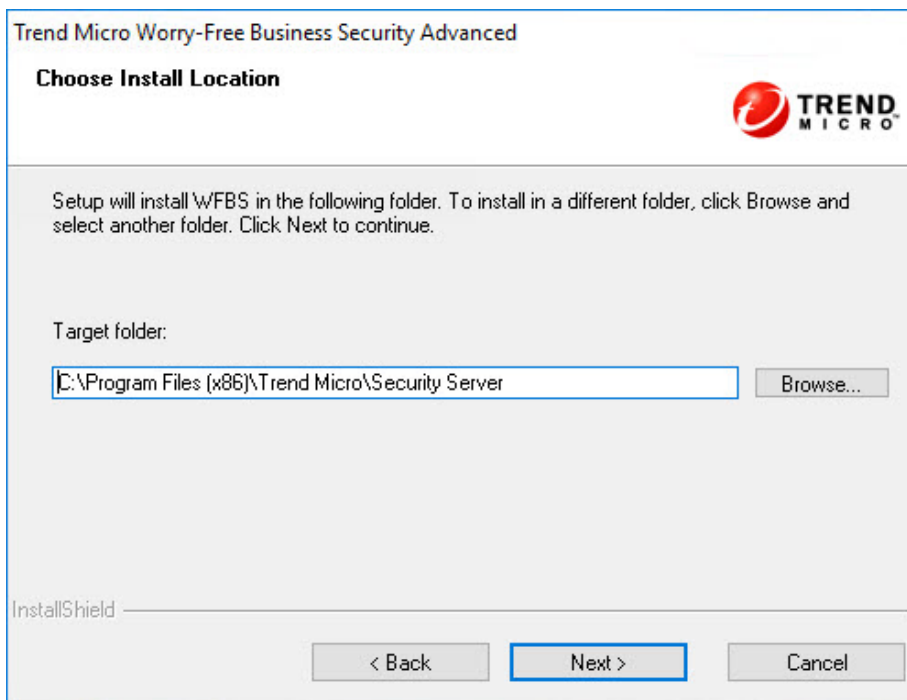 Trend Micro Worry-Free Business Security Advanced
Choose Install Location
TREND
MICRO™
Setup will install WFBS in the following folder. To install in a different folder, click Browse and
select another folder. Click Next to continue.
Target folder:
C:\Program Files (x86)\Trend Micro\Security Server
Browse...
InstallShield
< Back
Next >
Cancel